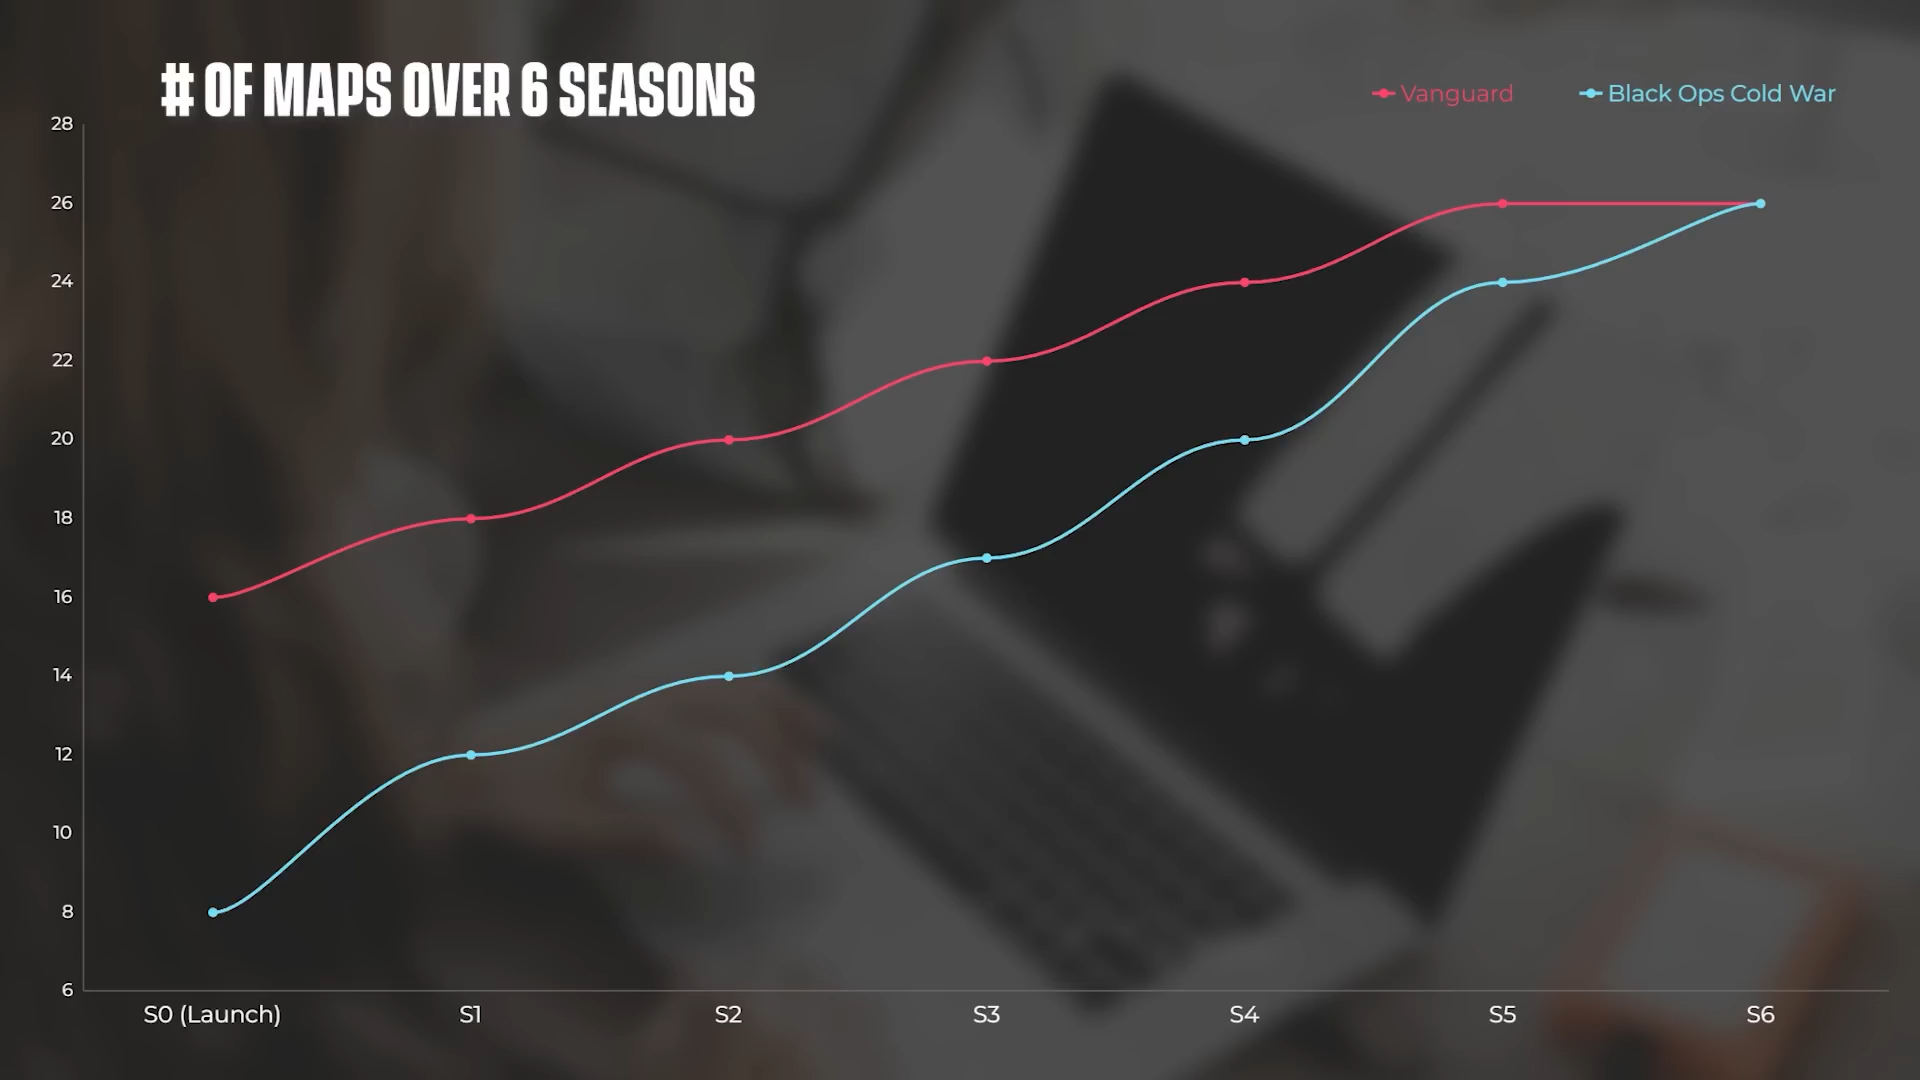 # OF MAPS OVER 6 SEASONS
Vanguard
Black Ops Cold War
28
26
24
22
20
18
16
14
12
10
8
6
S0 (Launch)
S1
S2
S3
S4
S5
S6